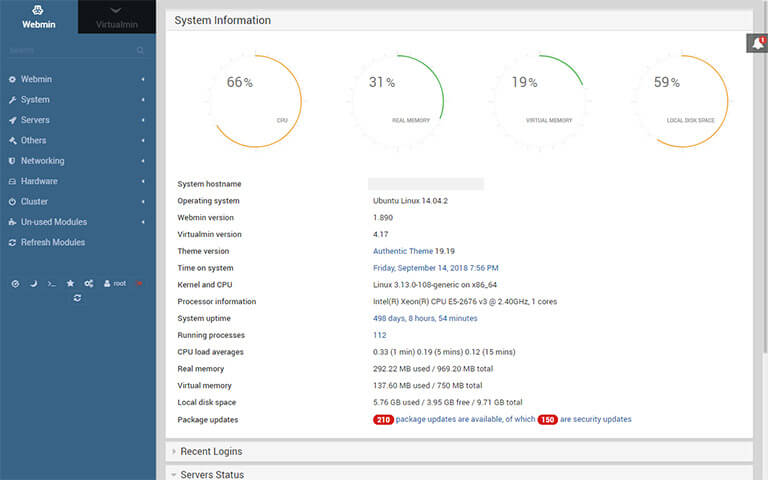 Webmin
Virtualmin
Search
Webmin
System
Servers
Others
Networking
Hardware
Cluster
Un-used Modules
Refresh Modules
root
System Information
66%
CPU
31%
REAL MEMORY
19%
VIRTUAL MEMORY
59%
LOCAL DISK SPACE
1
System hostname
Operating system Ubuntu Linux 14.04.2
Webmin version 1.890
Virtualmin version 4.17
Theme version Authentic Theme 19.19
Time on system Friday, September 14, 2018 7:56 PM
Kernel and CPU Linux 3.13.0-108-generic on x86_64
Processor information Intel(R) Xeon(R) CPU E5-2676 v3 @ 2.40GHz, 1 cores
System uptime 498 days, 8 hours, 54 minutes
Running processes 112
CPU load averages 0.33 (1 min) 0.19 (5 mins) 0.12 (15 mins)
Real memory 292.22 MB used / 969.20 MB total
Virtual memory 137.60 MB used / 750 MB total
Local disk space 5.76 GB used / 3.95 GB free / 9.71 GB total
Package updates 210 package updates are available, of which 150 are security updates
Recent Logins
Servers Status